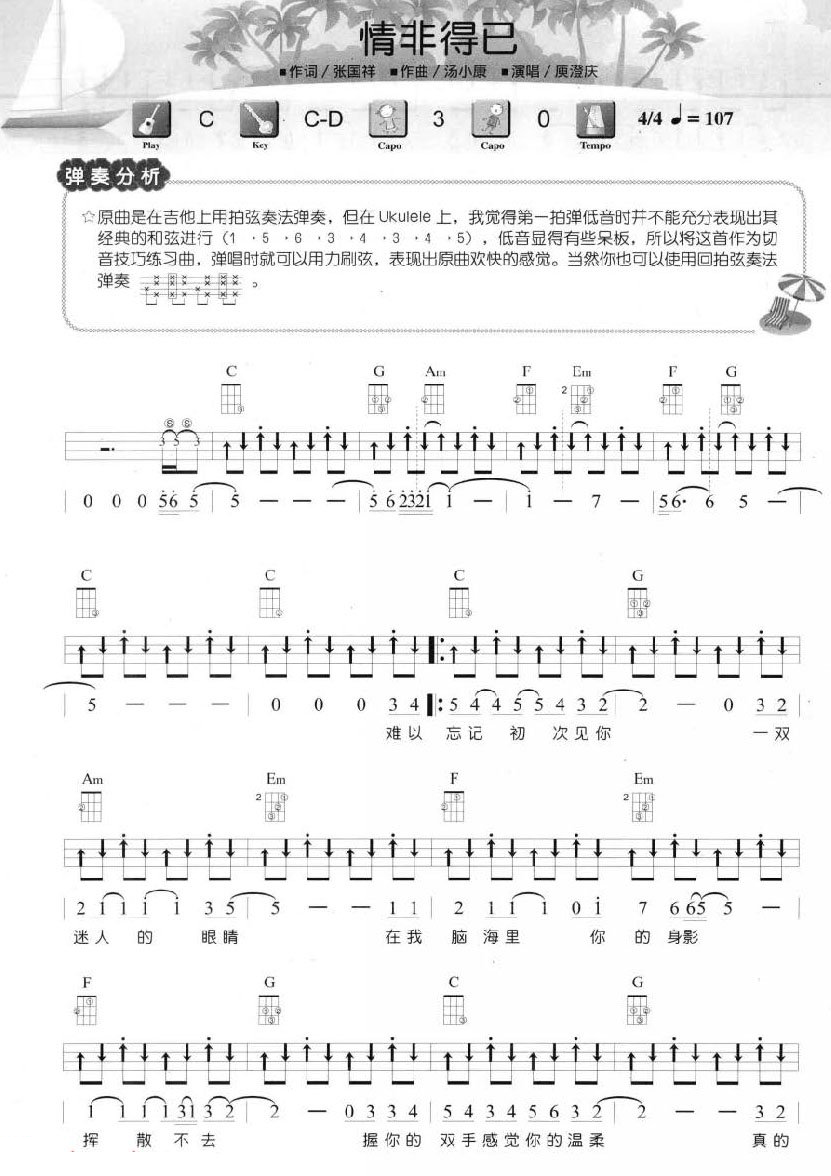 情非得已
■作词/张国祥 ■作曲/汤小康 ■演唱/庾澄庆
C C-D 3 0 4/4 ♩= 107
Play Key Capo Capo Tempo
弹奏分析
☆原曲是在吉他上用拍弦奏法弹奏，但在 Ukulele 上，我觉得第一拍弹低音时并不能充分表现出其
经典的和弦进行（1 · 5 · 6 · 3 · 4 · 3 · 4 · 5），低音显得有些呆板，所以将这首作为切
音技巧练习曲，弹唱时就可以用力刷弦，表现出原曲欢快的感觉。当然你也可以使用回拍弦奏法
弹奏 。
C G Am F Em F G
| 0 0 0 56 5 | 5 — — — | 56 2321 1 — | 1 — 7 — | 56· 6 5 — |
C C C G
| 5 — — — | 0 0 0 3 4 |: 5 4 4 5 5 4 3 2 | 2 — 0 3 2 |
难以 忘记 初 次见你 一双
Am Em F Em
| 2 1 1 1 1 3 5 | 5 — — 1 1 | 2 1 1 1 0 1 | 7 6 65 5 — |
迷人 的 眼睛 在我 脑海里 你 的身影
F G C G
| 1 1 1 1 31 3 2 | 2 — 0 3 3 4 | 5 4 3 4 5 6 3 2 | 2 — — 3 2 |
挥 散不去 握你的 双手感觉你的温柔 真的